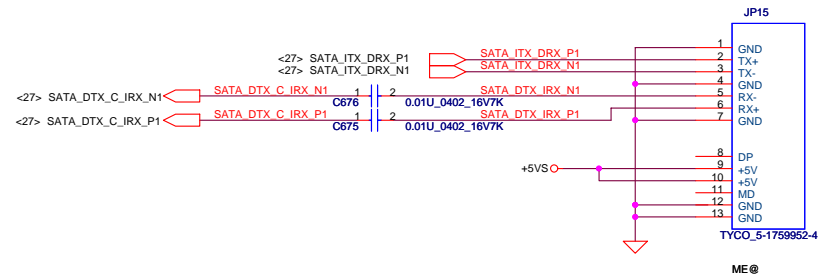 JP15
1 GND
<27> SATA_ITX_DRX_P1 SATA_ITX_DRX_P1 2 TX+
<27> SATA_ITX_DRX_N1 SATA_ITX_DRX_N1 3 TX-
4 GND
<27> SATA_DTX_C_IRX_N1 SATA_DTX_C_IRX_N1 1 2 SATA_DTX_IRX_N1 5 RX-
C676 0.01U_0402_16V7K
6 RX+
<27> SATA_DTX_C_IRX_P1 SATA_DTX_C_IRX_P1 1 2 SATA_DTX_IRX_P1 7 GND
C675 0.01U_0402_16V7K
8 DP
+5VS 9 +5V
10 +5V
11 MD
12 GND
13 GND
TYCO_5-1759952-4
ME@